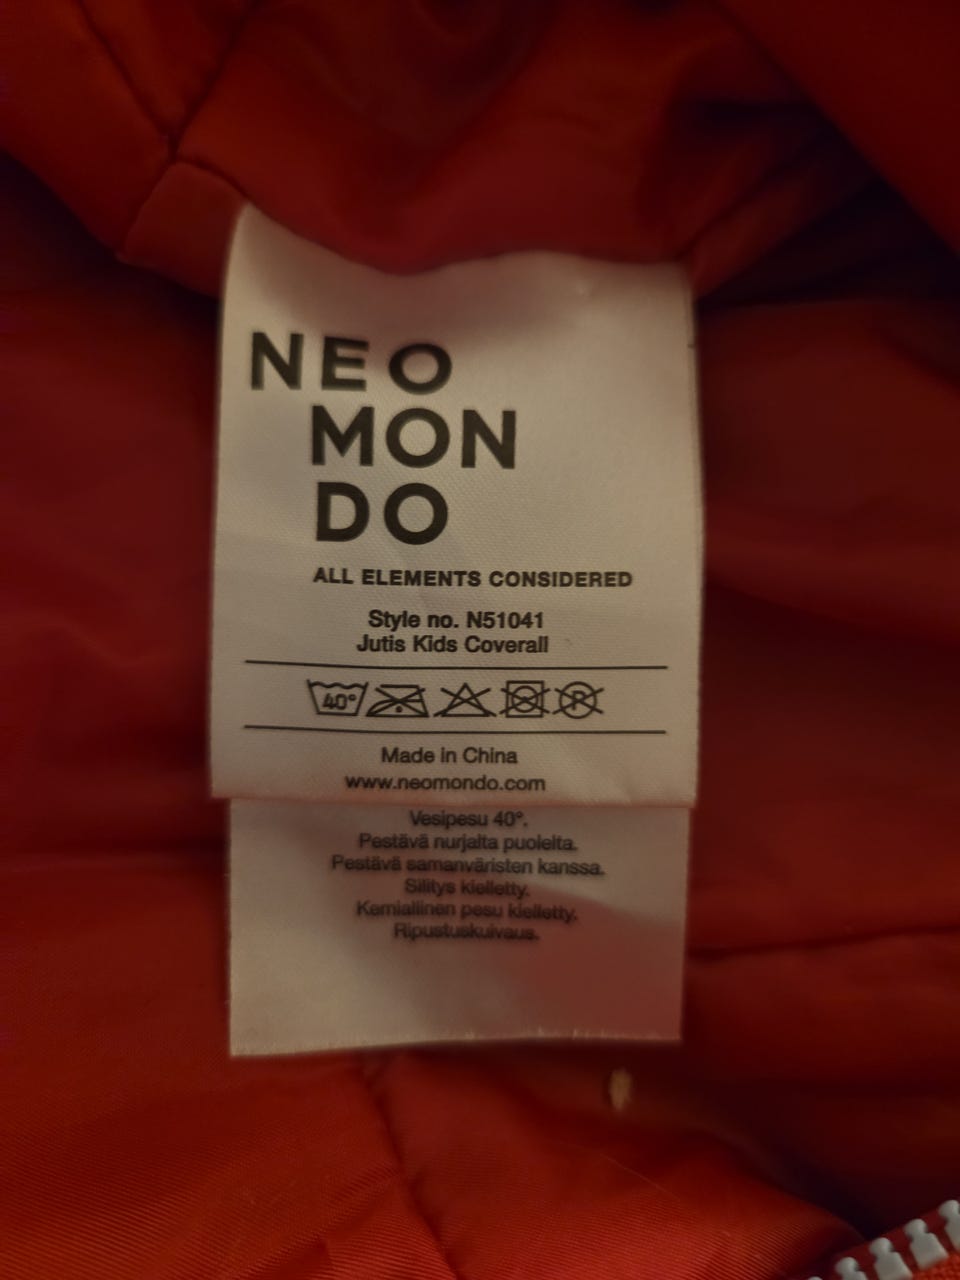 NEO
MON
DO
ALL ELEMENTS CONSIDERED
Style no. N51041
Jutis Kids Coverall
40°
P
Made in China
www.neomondo.com
Vesipesu 40°.
Pestävä nurjalta puolelta.
Pestävä samanväristen kanssa.
Silitys kielletty.
Kemiallinen pesu kielletty.
Ripustuskuivaus.